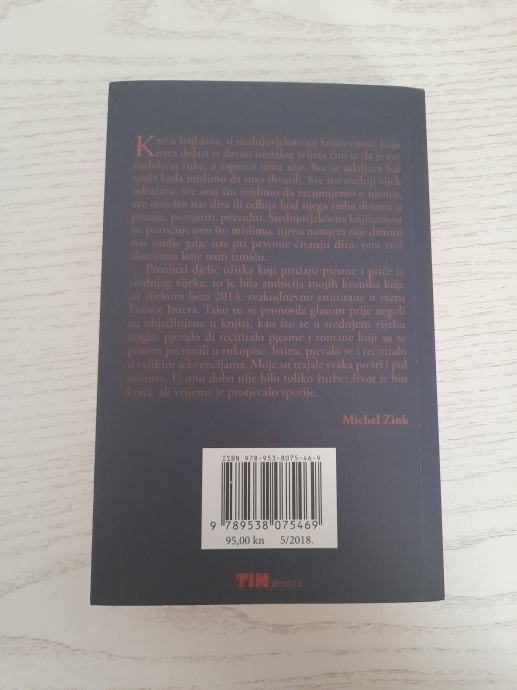 Kao u bajkama, u srednjovjekovnoj književnosti koja
nam dolazi iz davno nestalog svijeta čini se da je sve
nadohvat ruke, a zapravo ništa nije. Sve se udaljava baš
onda kada mislimo da smo shvatili. Sve što srednji vijek
odražava, sve ono što mislimo da razumijemo o njemu,
sve ono što nas dira ili odbija kod njega treba dovesti u
pitanje, provjeriti, potvrditi. Srednjovjekovna književnost
ne poručuje ono što mislimo, njena namjera nije dirnuti
nas ondje gdje nas pri prvome čitanju dira, ona vrvi
aluzijama koje nam izmiču.
Prenijeti djelić užitka koji pružaju pjesme i priče iz
srednjeg vijeka: to je bila ambicija mojih kronika koje
su tijekom ljeta 2014. svakodnevno emitirane u eteru
France Intera. Tako su se pronosile glasom prije negoli
su objedinjene u knjizi, kao što se u srednjem vijeku
naglas pjevalo ili recitiralo pjesme i romane koji su se
potom prenosili u rukopise. Istina, pjevalo se i recitiralo
u velikim sekvencijama. Moje su trajale svaka po tri i pol
minute. U ono doba nije bilo toliko žurbe: život je bio
kraći, ali vrijeme je protjecalo sporije.
Michel Zink
ISBN 978-953-8075-46-9
9 789538 075469
95,00 kn 5/2018.
TIM press